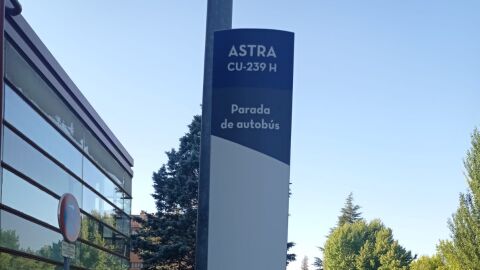 ASTRA
CU-239 H
Parada
de autobús